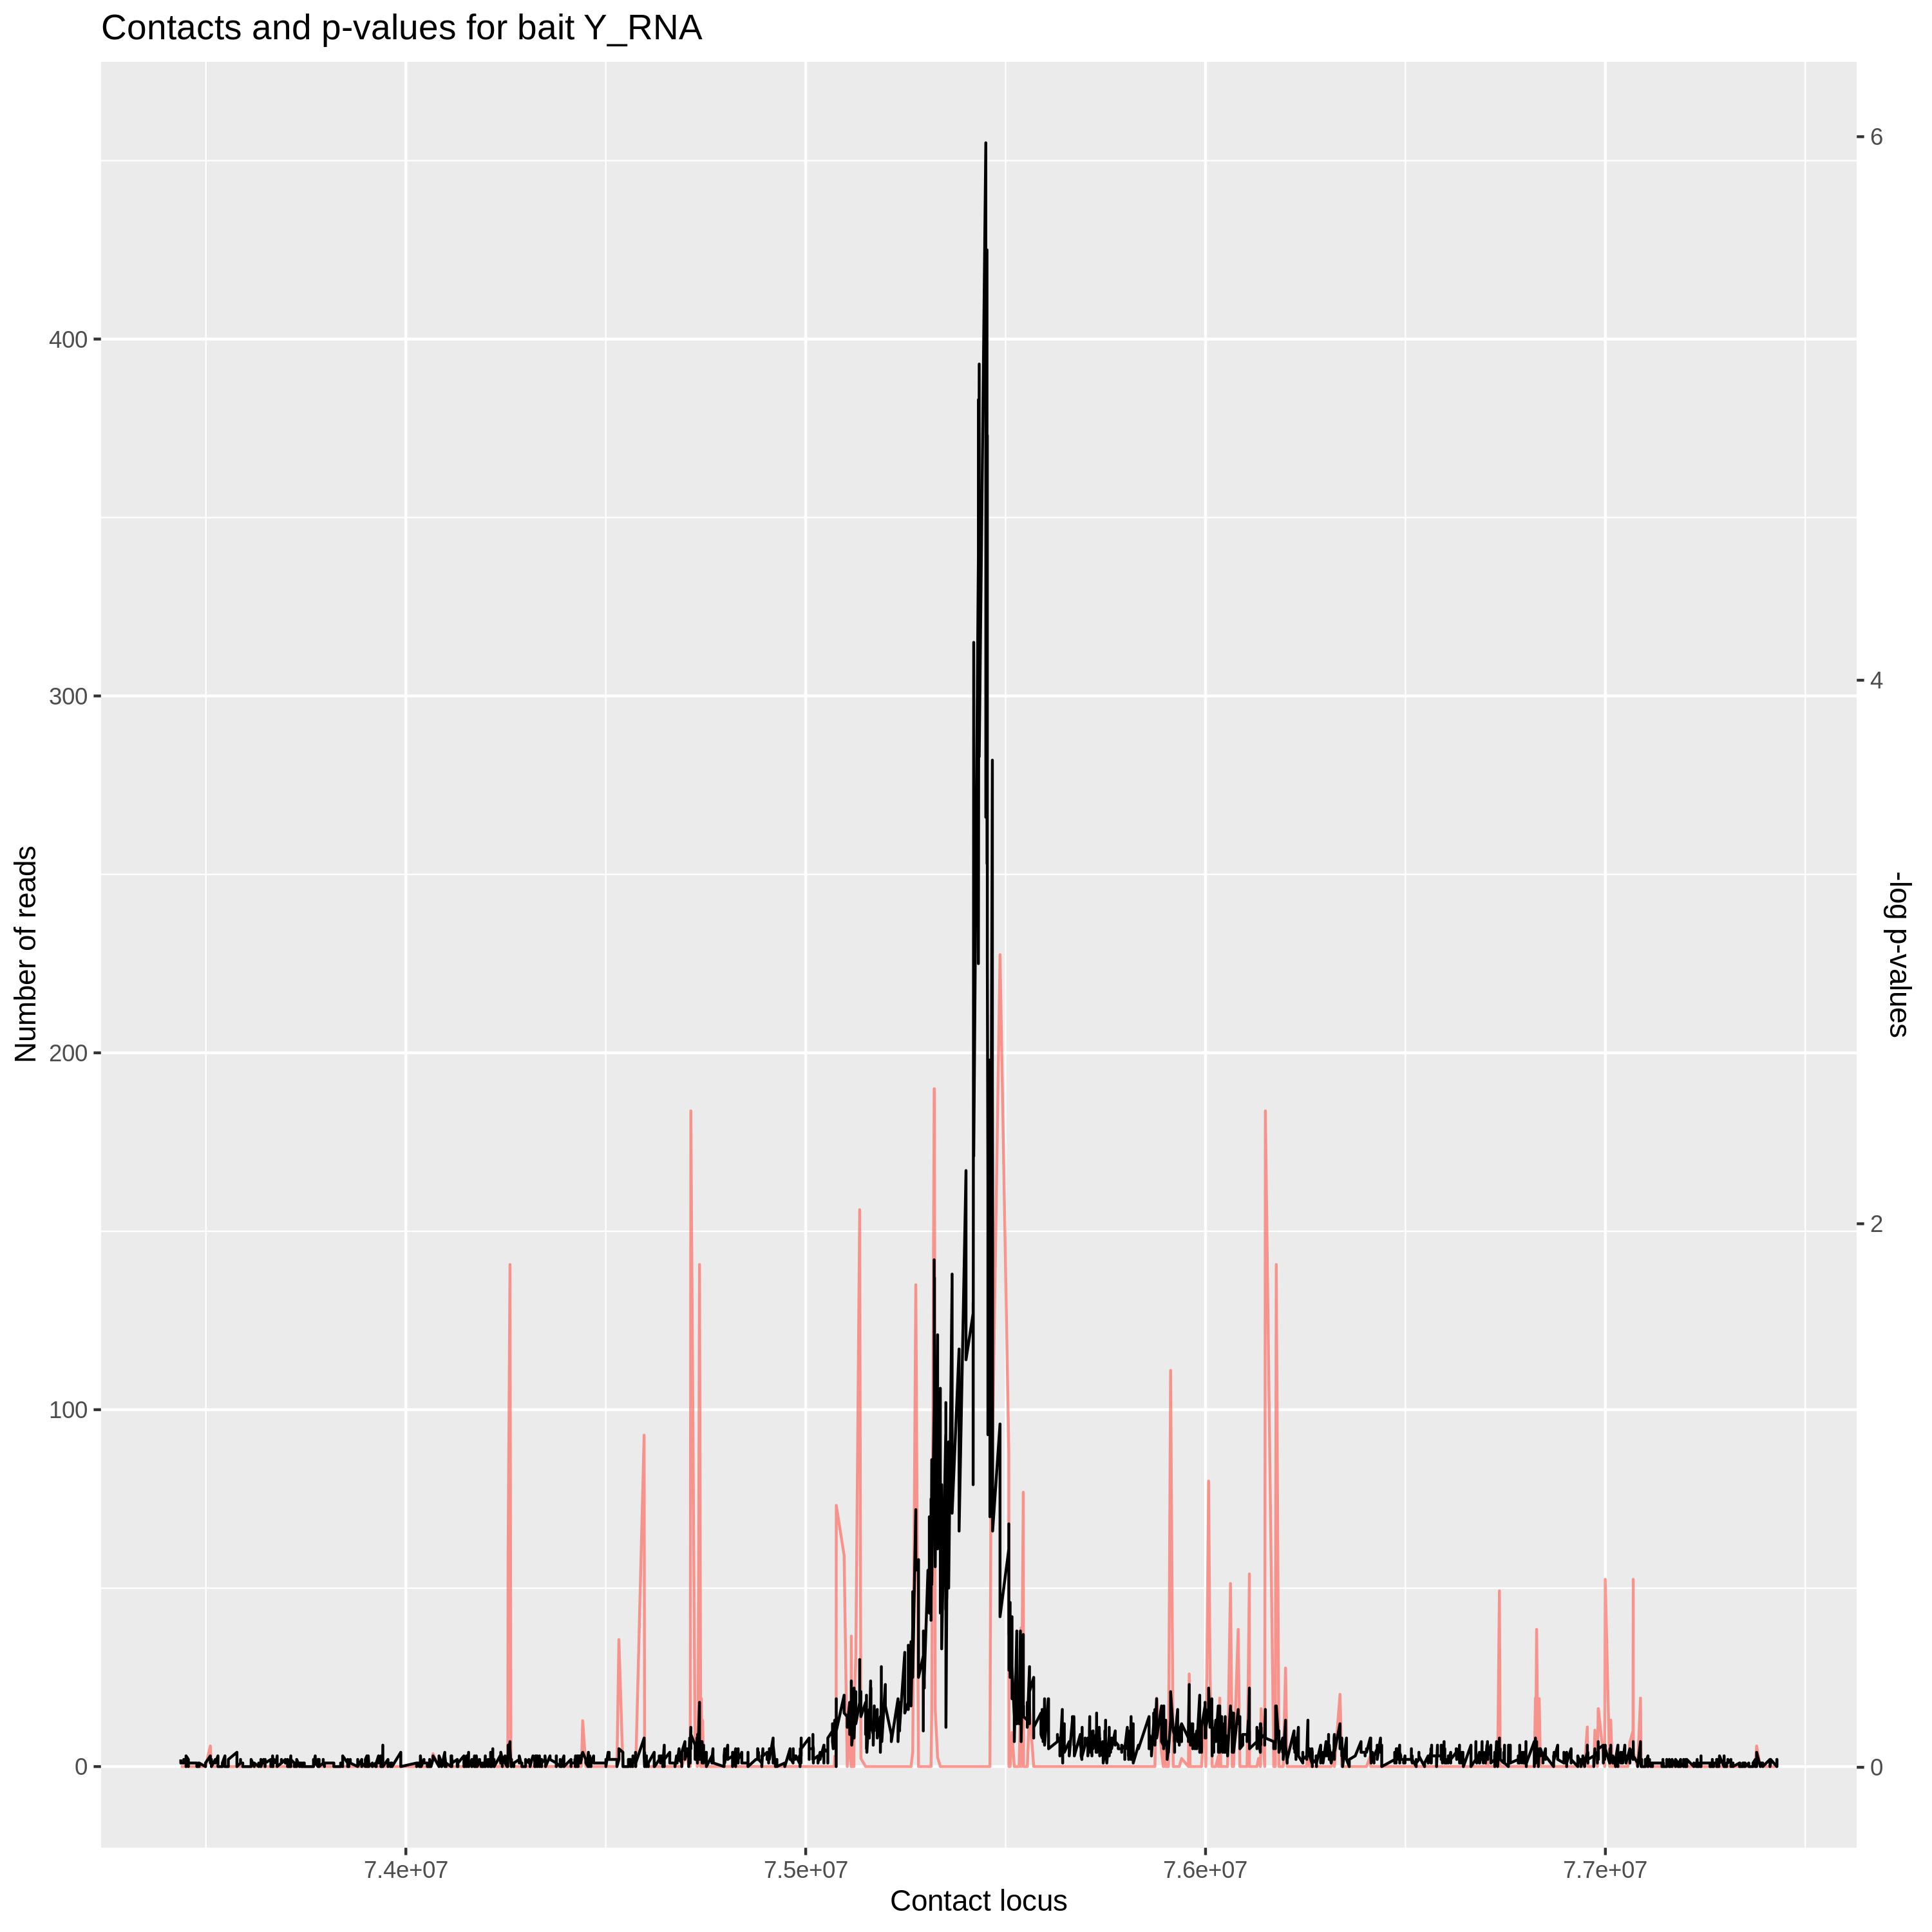 Contacts and p-values for bait Y_RNA
6
400
4
300
Number of reads
-log p-values
200
2
100
0
0
7.4e+07
7.5e+07
7.6e+07
7.7e+07
Contact locus